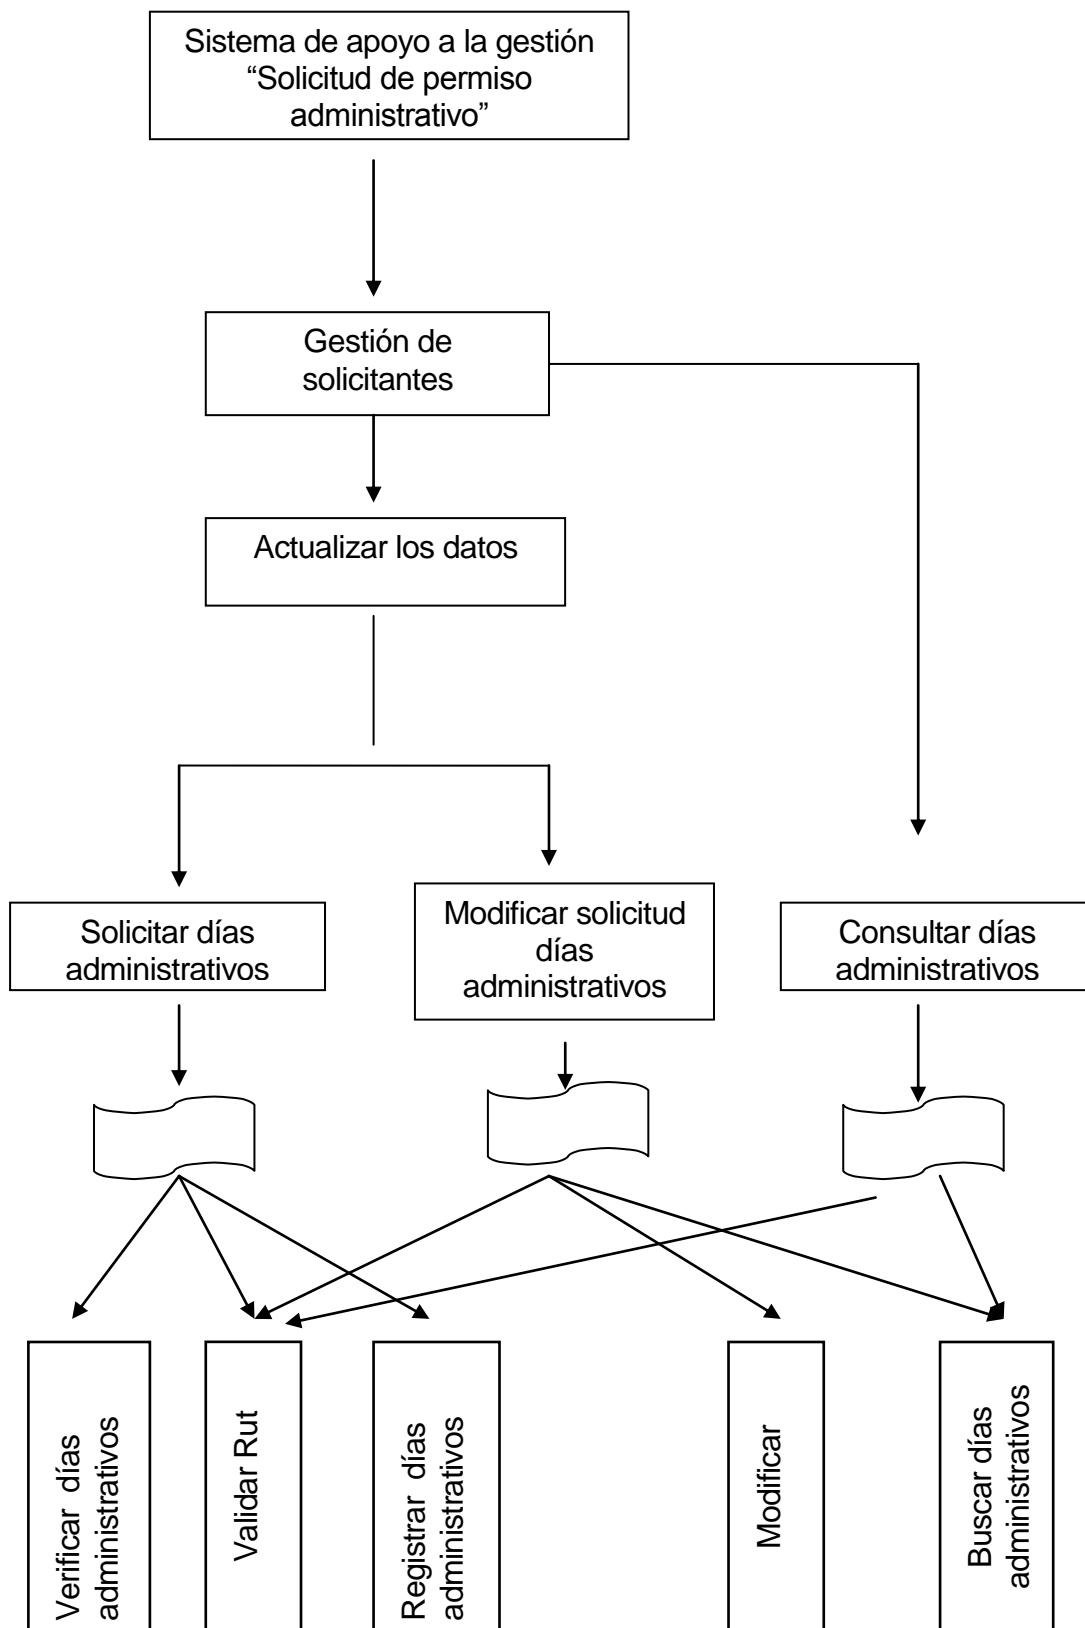 Sistema de apoyo a la gestión
“Solicitud de permiso
administrativo”
Gestión de
solicitantes
Actualizar los datos
Solicitar días
administrativos
Modificar solicitud
días
administrativos
Consultar días
administrativos
Verificar días
administrativos
Validar Rut
Registrar días
administrativos
Modificar
Buscar días
administrativos